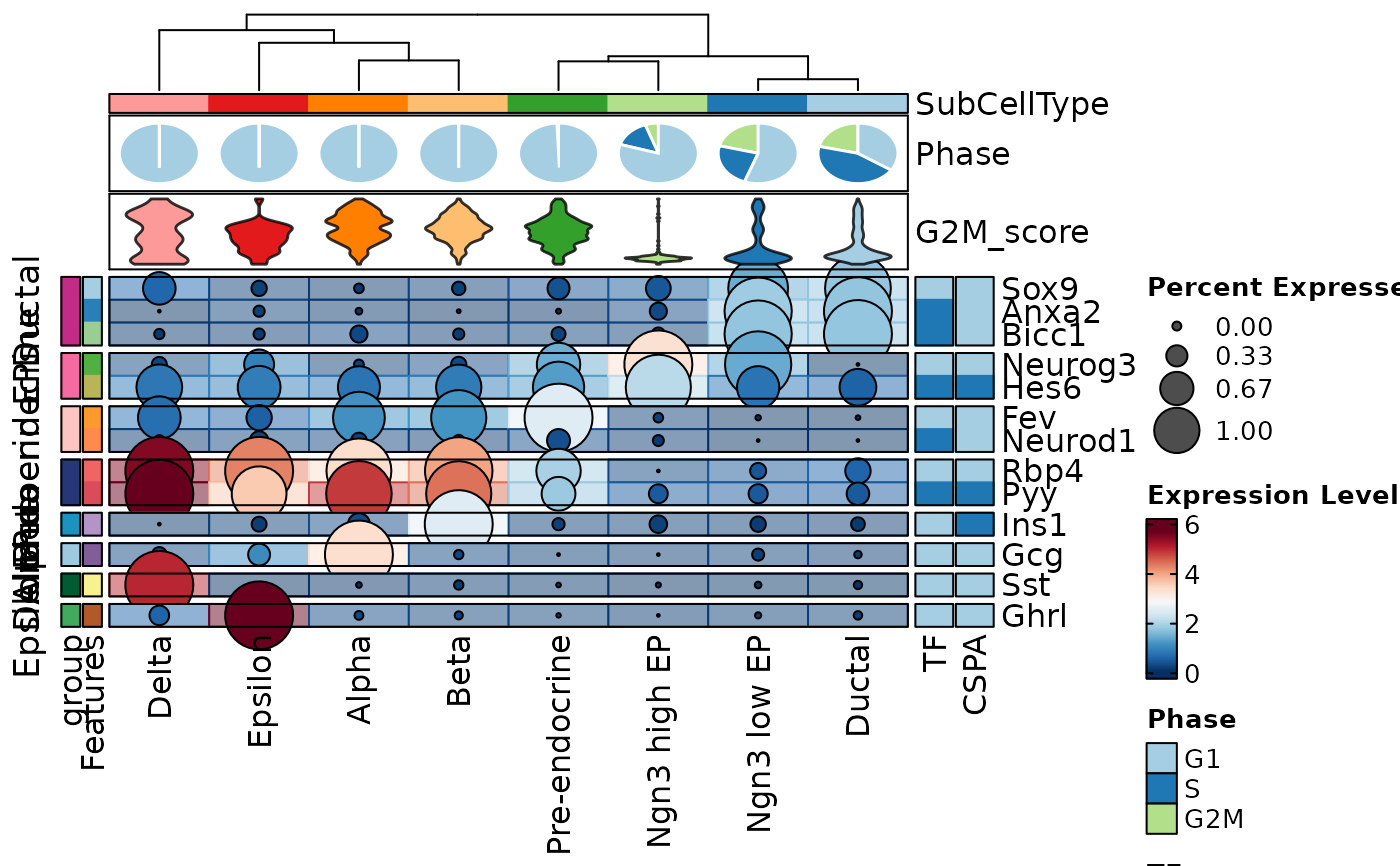 SubCellType
Phase
G2M_score
Sox9
Anxa2
Bicc1
Neurog3
Hes6
Fev
Neurod1
Rbp4
Pyy
Ins1
Gcg
Sst
Ghrl
group
Features
Delta
Epsilon
Alpha
Beta
Pre-endocrine
Ngn3 high EP
Ngn3 low EP
Ductal
TF
CSPA
Percent Expresse
0.00
0.33
0.67
1.00
Expression Level
6
4
2
0
Phase
G1
S
G2M